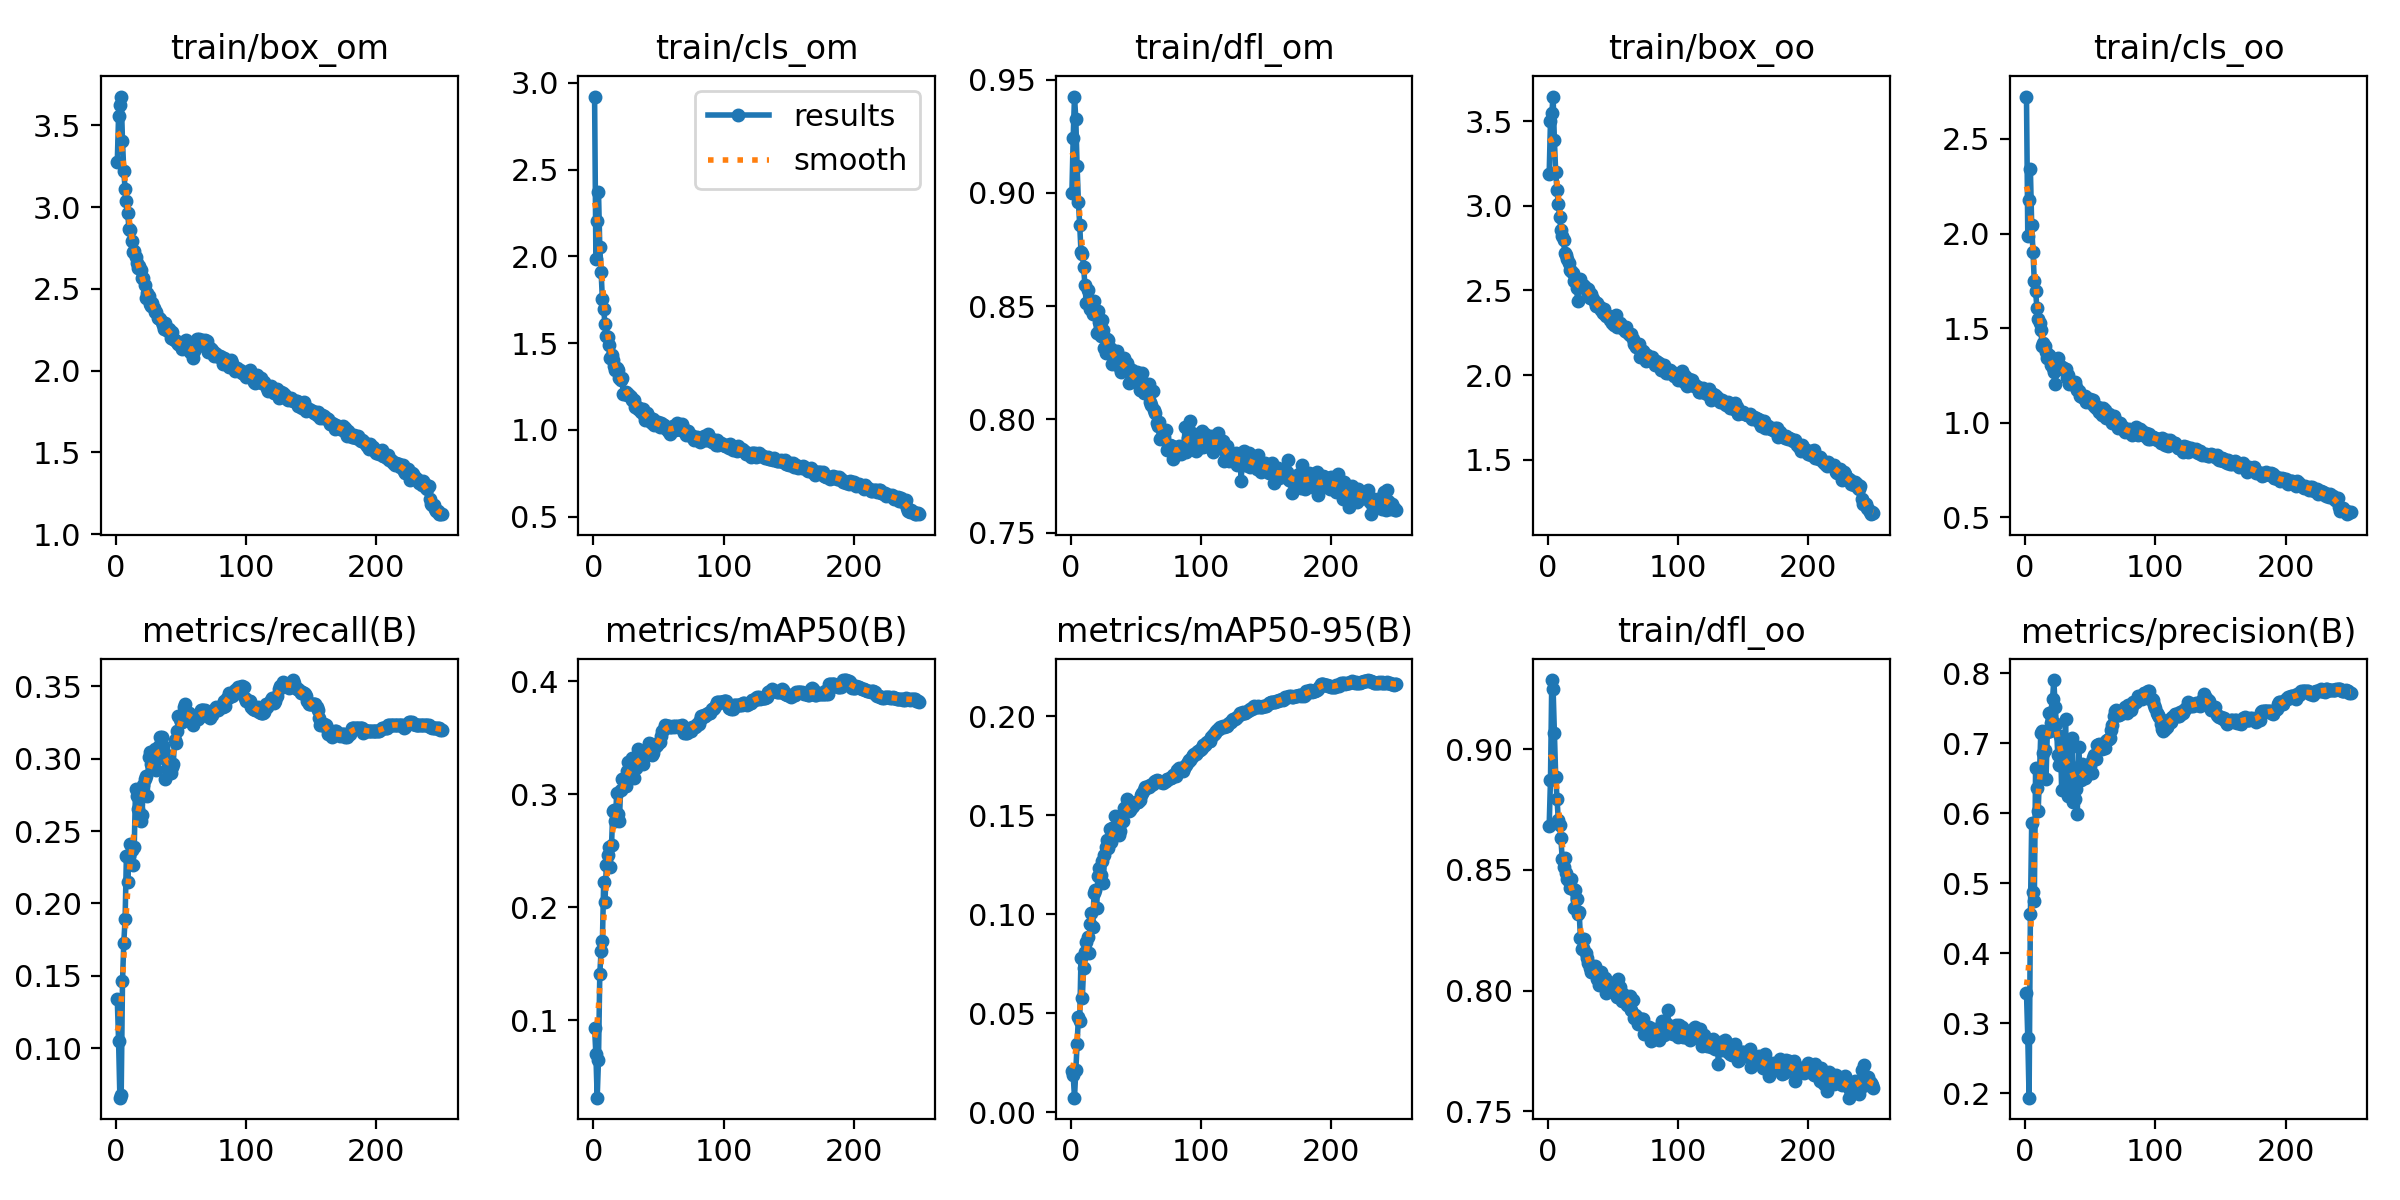 train/box_om
3.5
3.0
2.5
2.0
1.5
1.0
0 100 200
train/cls_om
results
smooth
3.0
2.5
2.0
1.5
1.0
0.5
0 100 200
train/dfl_om
0.95
0.90
0.85
0.80
0.75
0 100 200
train/box_oo
3.5
3.0
2.5
2.0
1.5
0 100 200
train/cls_oo
2.5
2.0
1.5
1.0
0.5
0 100 200
metrics/recall(B)
0.35
0.30
0.25
0.20
0.15
0.10
0 100 200
metrics/mAP50(B)
0.4
0.3
0.2
0.1
0 100 200
metrics/mAP50-95(B)
0.20
0.15
0.10
0.05
0.00
0 100 200
train/dfl_oo
0.90
0.85
0.80
0.75
0 100 200
metrics/precision(B)
0.8
0.7
0.6
0.5
0.4
0.3
0.2
0 100 200